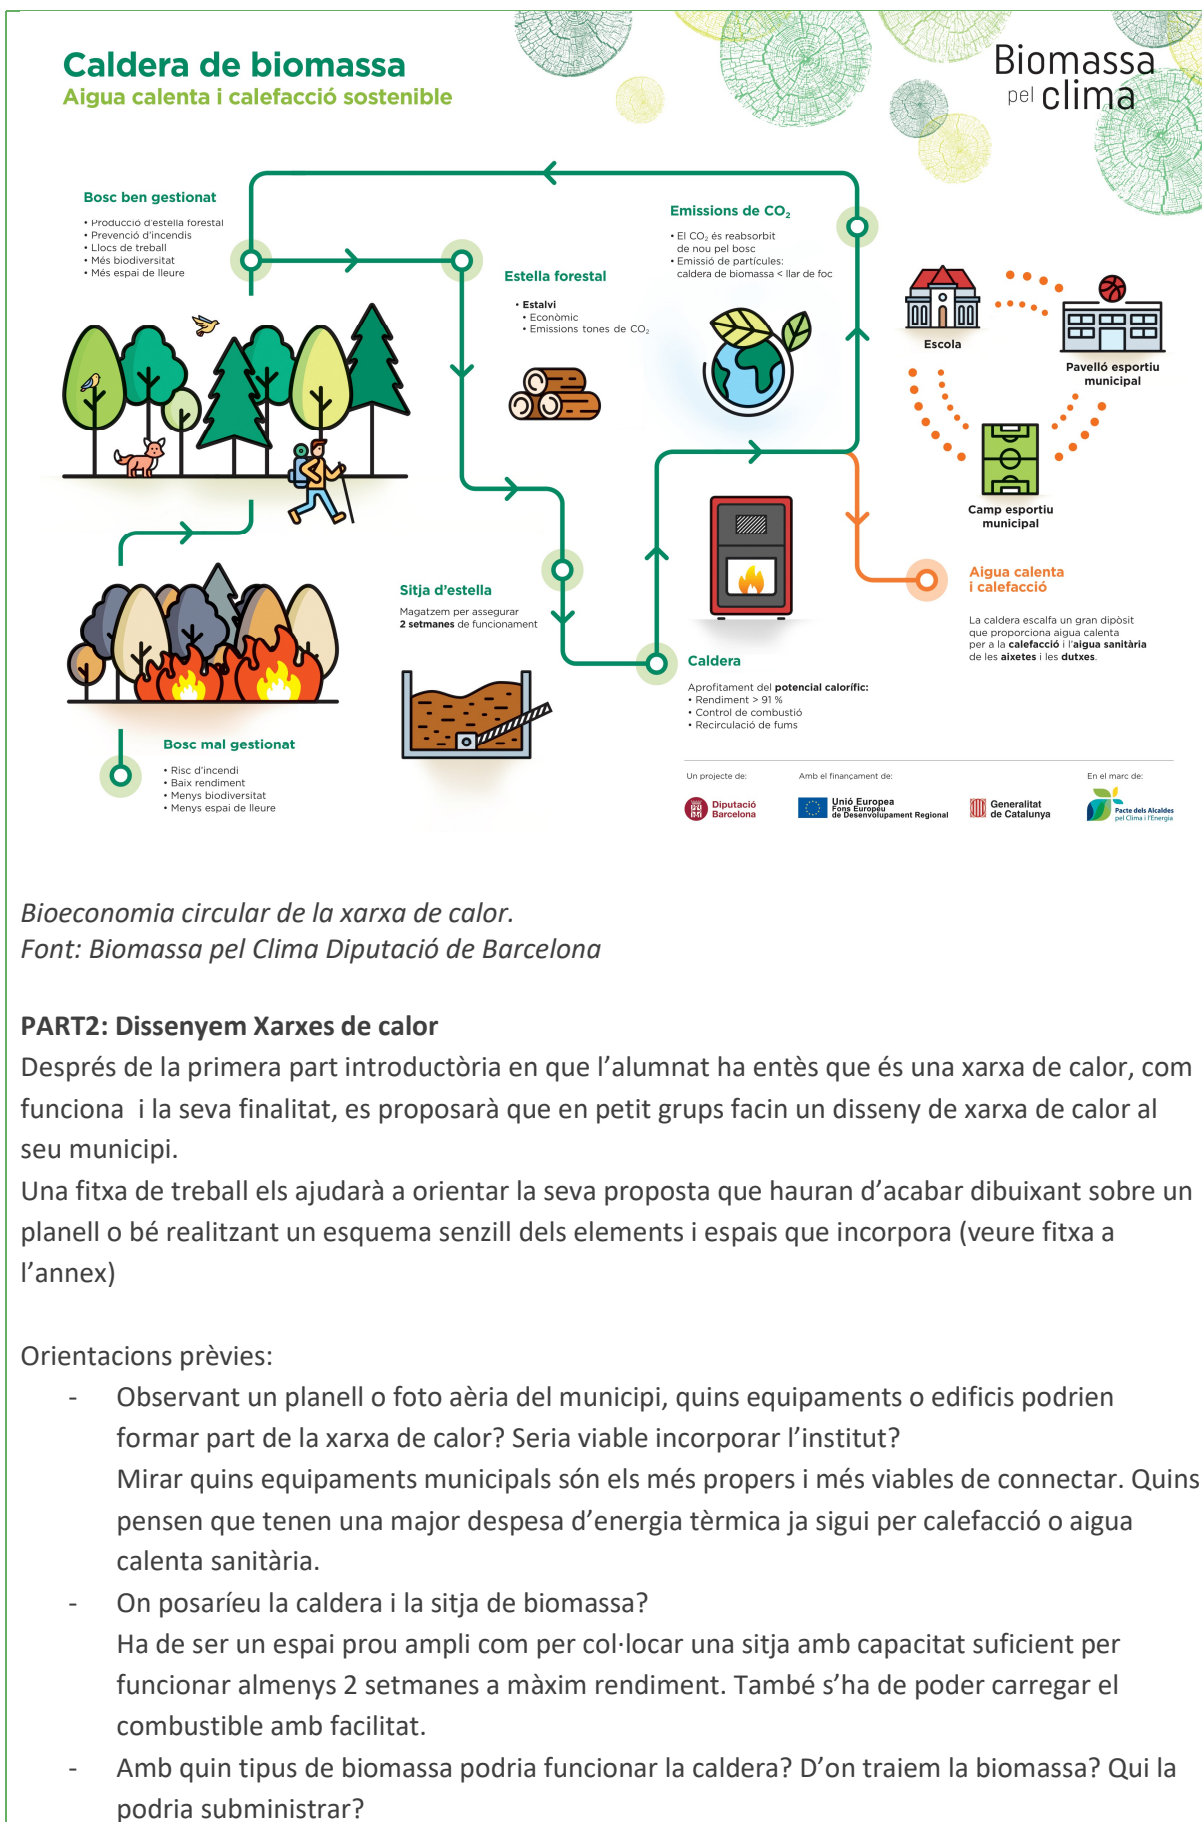 Caldera de biomassa
Aigua calenta i calefacció sostenible
Biomassa
pel clima
Bosc ben gestionat
• Producció d'estella forestal
• Prevenció d'incendis
• Llocs de treball
• Més biodiversitat
• Més espai de lleure
Estella forestal
• Estalvi
• Econòmic
• Emissions tones de CO₂
Emissions de CO₂
• El CO₂ és reabsorbit
de nou pel bosc
• Emissió de partícules:
caldera de biomassa < llar de foc
Escola
Pavelló esportiu
municipal
Camp esportiu
municipal
Sitja d'estella
Magatzem per assegurar
2 setmanes de funcionament
Aigua calenta
i calefacció
La caldera escalfa un gran dipòsit
que proporciona aigua calenta
per a la calefacció i l'aigua sanitària
de les aixetes i les dutxes.
Caldera
Aprofitament del potencial calorífic:
• Rendiment > 91 %
• Control de combustió
• Recirculació de fums
Bosc mal gestionat
• Risc d'incendi
• Baix rendiment
• Menys biodiversitat
• Menys espai de lleure
Un projecte de:
Diputació
Barcelona
Amb el finançament de:
Unió Europea
Fons Europeu
de Desenvolupament Regional
Generalitat
de Catalunya
En el marc de:
Pacte dels Alcaldes
pel Clima i l'Energia
Bioeconomia circular de la xarxa de calor.
Font: Biomassa pel Clima Diputació de Barcelona
PART2: Dissenyem Xarxes de calor
Després de la primera part introductòria en que l'alumnat ha entès que és una xarxa de calor, com
funciona i la seva finalitat, es proposarà que en petit grups facin un disseny de xarxa de calor al
seu municipi.
Una fitxa de treball els ajudarà a orientar la seva proposta que hauran d'acabar dibuixant sobre un
planell o bé realitzant un esquema senzill dels elements i espais que incorpora (veure fitxa a
l'annex)
Orientacions prèvies:
- Observant un planell o foto aèria del municipi, quins equipaments o edificis podrien
formar part de la xarxa de calor? Seria viable incorporar l'institut?
Mirar quins equipaments municipals són els més propers i més viables de connectar. Quins
pensen que tenen una major despesa d'energia tèrmica ja sigui per calefacció o aigua
calenta sanitària.
- On posaríeu la caldera i la sitja de biomassa?
Ha de ser un espai prou ampli com per col·locar una sitja amb capacitat suficient per
funcionar almenys 2 setmanes a màxim rendiment. També s'ha de poder carregar el
combustible amb facilitat.
- Amb quin tipus de biomassa podria funcionar la caldera? D'on traiem la biomassa? Qui la
podria subministrar?